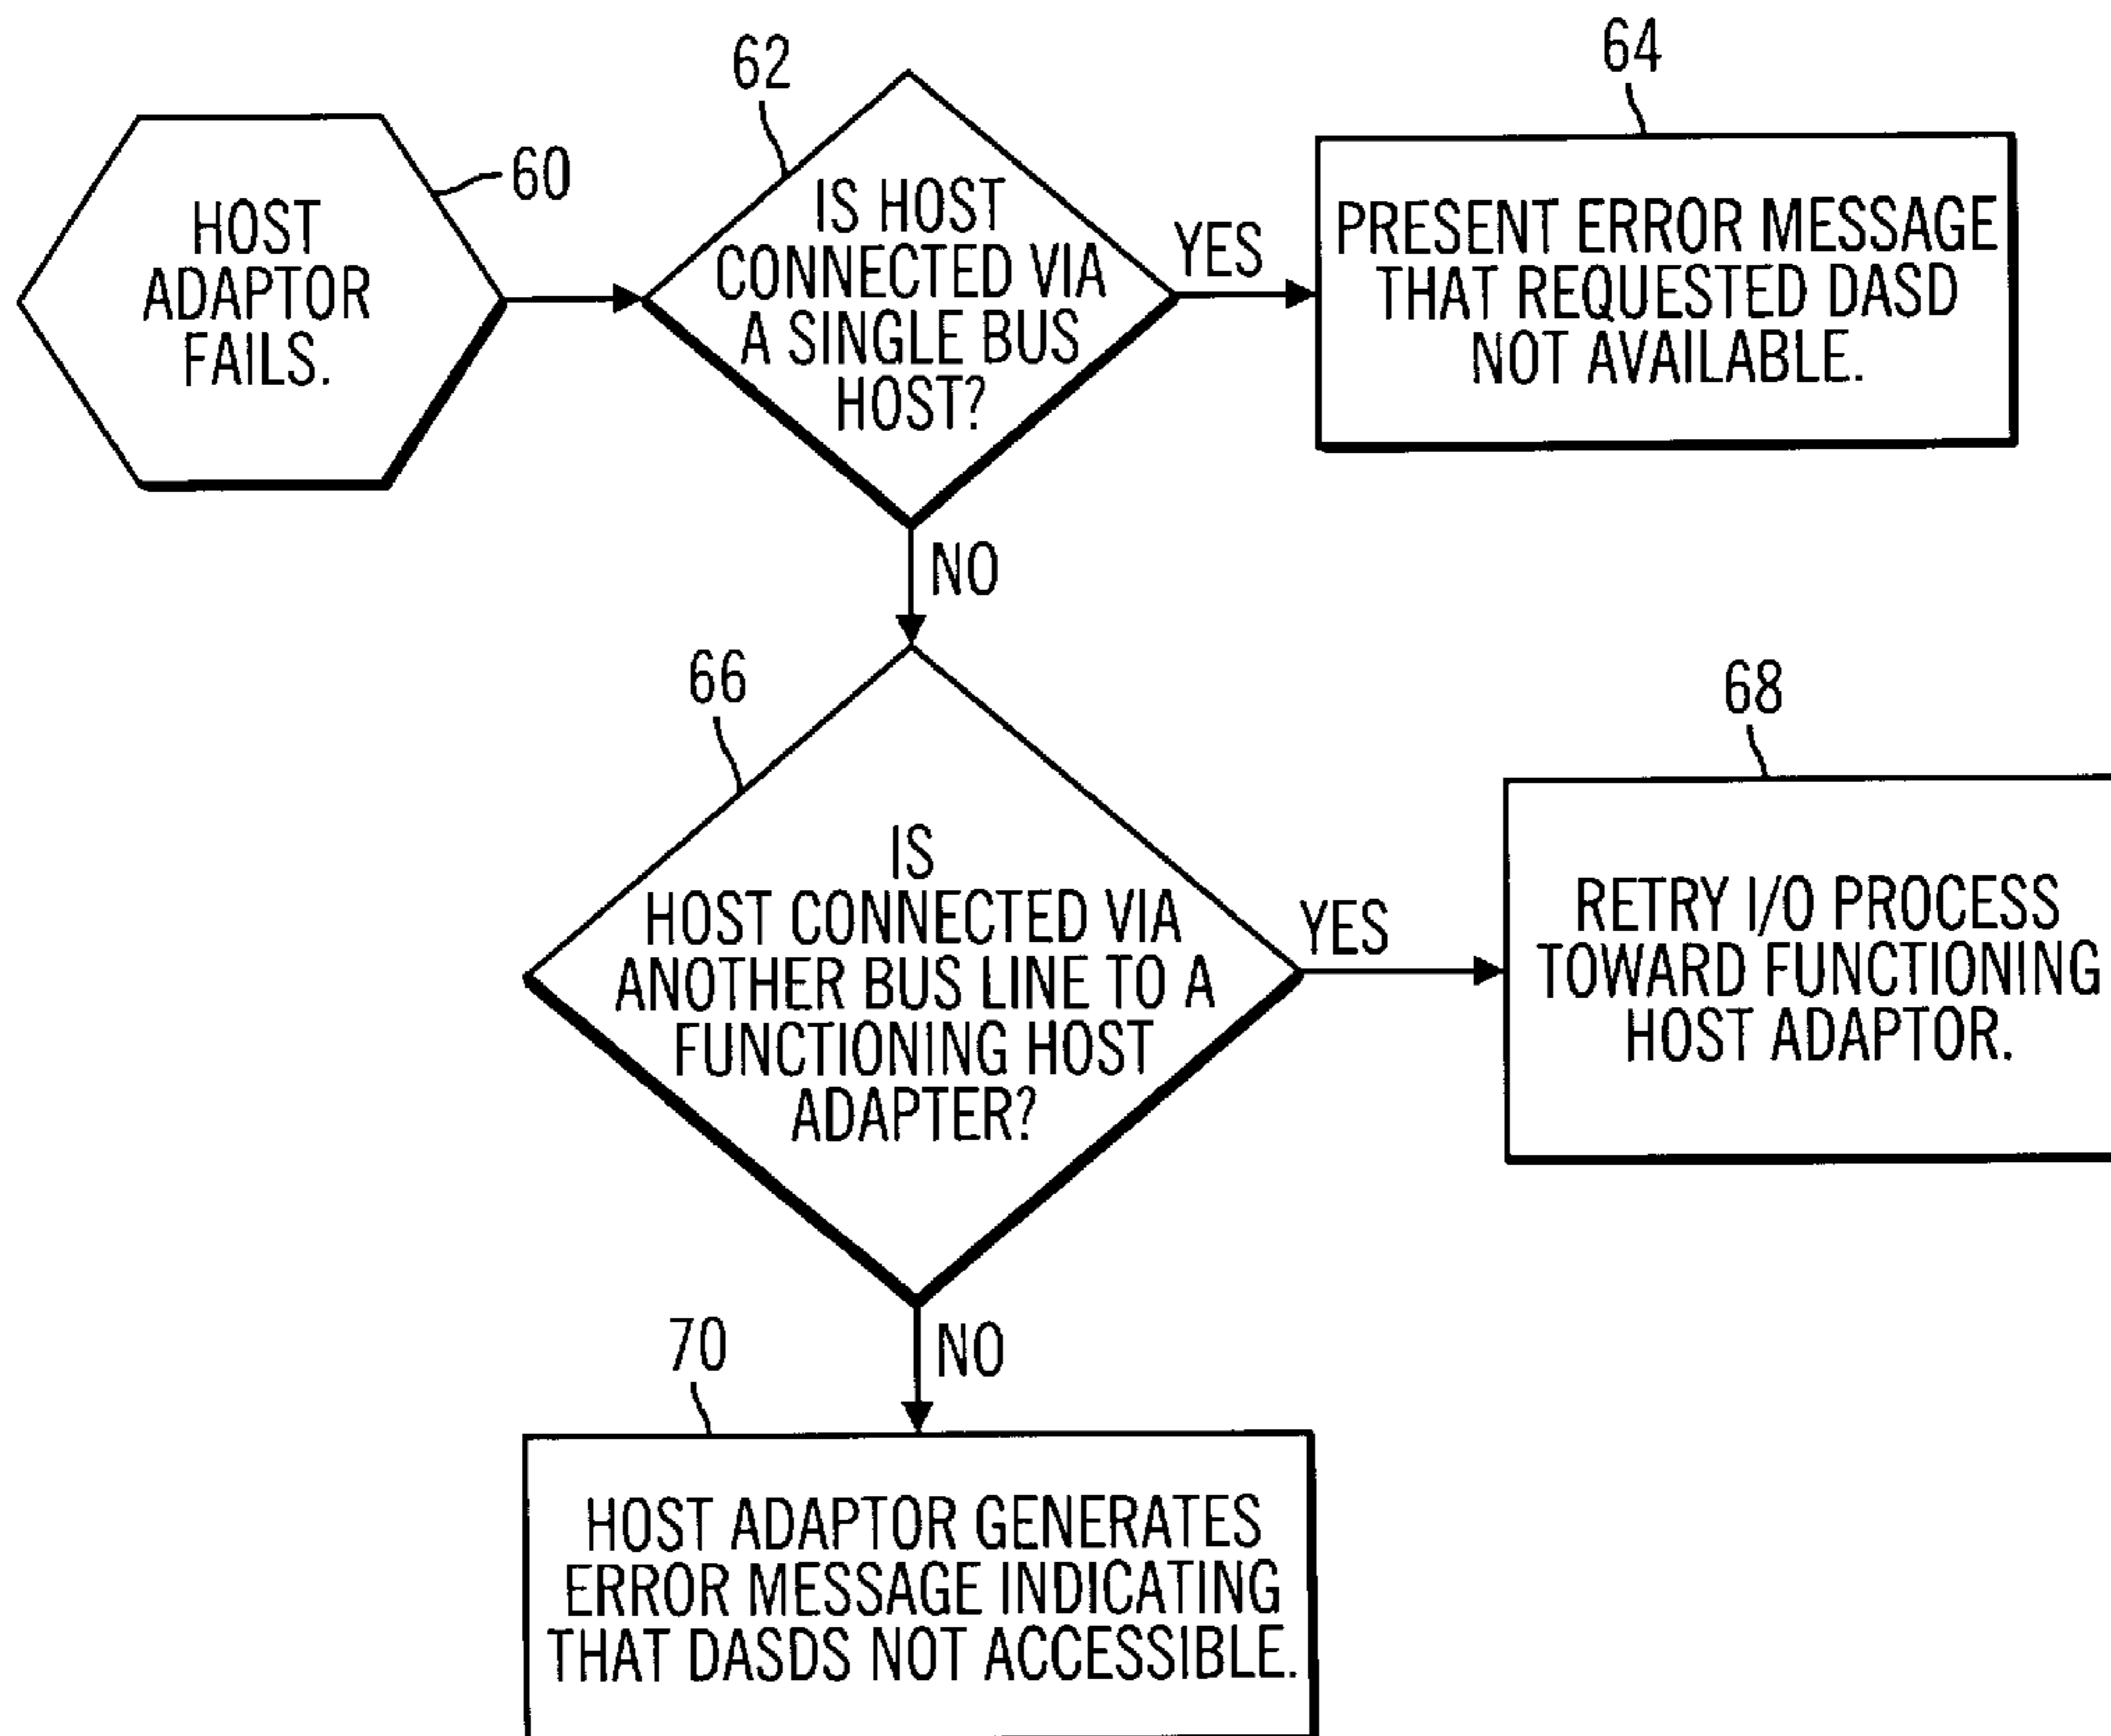 60
HOST
ADAPTOR
FAILS.
62
IS HOST
CONNECTED VIA
A SINGLE BUS
HOST?
YES
64
PRESENT ERROR MESSAGE
THAT REQUESTED DASD
NOT AVAILABLE.
NO
66
IS
HOST CONNECTED VIA
ANOTHER BUS LINE TO A
FUNCTIONING HOST
ADAPTER?
YES
68
RETRY I/O PROCESS
TOWARD FUNCTIONING
HOST ADAPTOR.
NO
70
HOST ADAPTOR GENERATES
ERROR MESSAGE INDICATING
THAT DASDS NOT ACCESSIBLE.